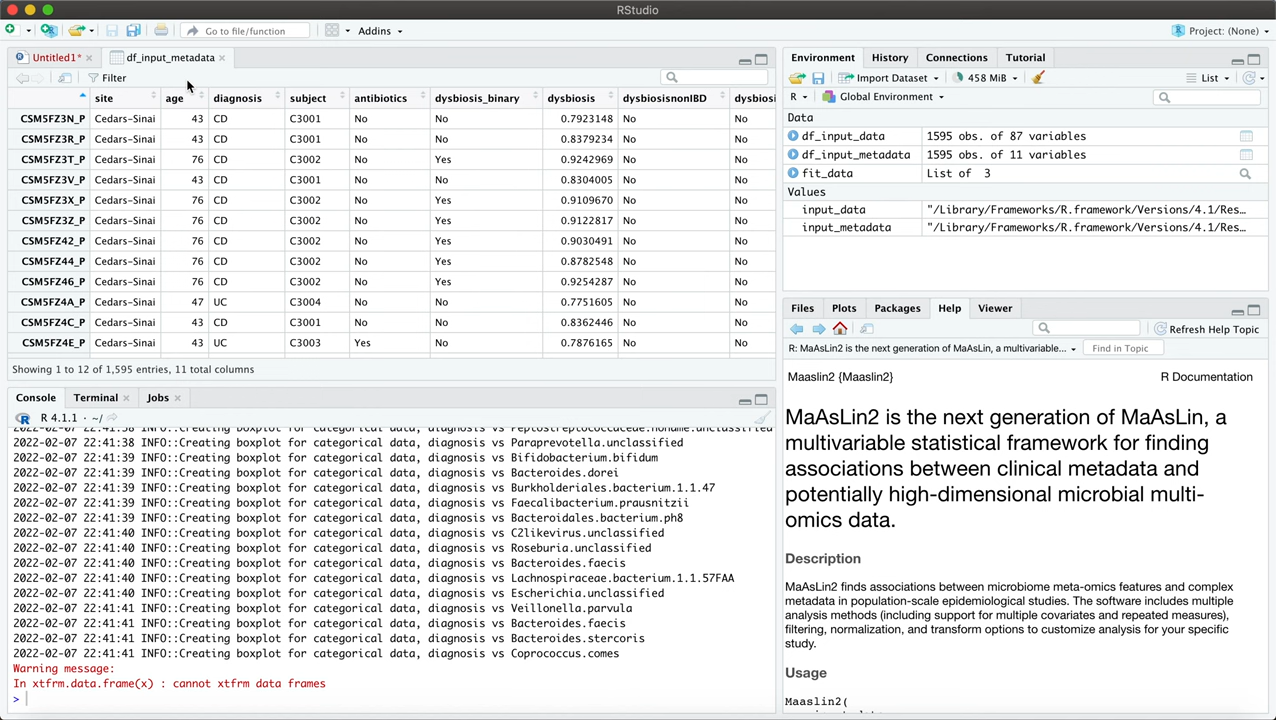 RStudio
Go to file/function
Addins
Project: (None)
Untitled1*
df_input_metadata
Filter
site age diagnosis subject antibiotics dysbiosis_binary dysbiosis dysbiosisnonIBD dysbiosi
CSM5FZ3N_P Cedars-Sinai 43 CD C3001 No No 0.7923148 No No
CSM5FZ3R_P Cedars-Sinai 43 CD C3001 No No 0.8379234 No No
CSM5FZ3T_P Cedars-Sinai 76 CD C3002 No Yes 0.9242969 No No
CSM5FZ3V_P Cedars-Sinai 43 CD C3001 No No 0.8304005 No No
CSM5FZ3X_P Cedars-Sinai 76 CD C3002 No Yes 0.9109670 No No
CSM5FZ3Z_P Cedars-Sinai 76 CD C3002 No Yes 0.9122817 No No
CSM5FZ42_P Cedars-Sinai 76 CD C3002 No Yes 0.9030491 No No
CSM5FZ44_P Cedars-Sinai 76 CD C3002 No Yes 0.8782548 No No
CSM5FZ46_P Cedars-Sinai 76 CD C3002 No Yes 0.9254287 No No
CSM5FZ4A_P Cedars-Sinai 47 UC C3004 No No 0.7751605 No No
CSM5FZ4C_P Cedars-Sinai 43 CD C3001 No No 0.8362446 No No
CSM5FZ4E_P Cedars-Sinai 43 UC C3003 Yes No 0.7876165 No No
Showing 1 to 12 of 1,595 entries, 11 total columns
Console Terminal Jobs
R 4.1.1 · ~/
2022-02-07 22:41:38 INFO::Creating boxplot for categorical data, diagnosis vs Peptostreptococcaceae.noname.unclassified
2022-02-07 22:41:38 INFO::Creating boxplot for categorical data, diagnosis vs Paraprevotella.unclassified
2022-02-07 22:41:39 INFO::Creating boxplot for categorical data, diagnosis vs Bifidobacterium.bifidum
2022-02-07 22:41:39 INFO::Creating boxplot for categorical data, diagnosis vs Bacteroides.dorei
2022-02-07 22:41:39 INFO::Creating boxplot for categorical data, diagnosis vs Burkholderiales.bacterium.1.1.47
2022-02-07 22:41:39 INFO::Creating boxplot for categorical data, diagnosis vs Faecalibacterium.prausnitzii
2022-02-07 22:41:39 INFO::Creating boxplot for categorical data, diagnosis vs Bacteroidales.bacterium.ph8
2022-02-07 22:41:40 INFO::Creating boxplot for categorical data, diagnosis vs C2likevirus.unclassified
2022-02-07 22:41:40 INFO::Creating boxplot for categorical data, diagnosis vs Roseburia.unclassified
2022-02-07 22:41:40 INFO::Creating boxplot for categorical data, diagnosis vs Bacteroides.faecis
2022-02-07 22:41:40 INFO::Creating boxplot for categorical data, diagnosis vs Lachnospiraceae.bacterium.1.1.57FAA
2022-02-07 22:41:40 INFO::Creating boxplot for categorical data, diagnosis vs Escherichia.unclassified
2022-02-07 22:41:41 INFO::Creating boxplot for categorical data, diagnosis vs Veillonella.parvula
2022-02-07 22:41:41 INFO::Creating boxplot for categorical data, diagnosis vs Bacteroides.faecis
2022-02-07 22:41:41 INFO::Creating boxplot for categorical data, diagnosis vs Bacteroides.stercoris
2022-02-07 22:41:41 INFO::Creating boxplot for categorical data, diagnosis vs Coprococcus.comes
Warning message:
In xtfrm.data.frame(x) : cannot xtfrm data frames
>
Environment History Connections Tutorial
Import Dataset 458 MiB List
R Global Environment
Data
df_input_data 1595 obs. of 87 variables
df_input_metadata 1595 obs. of 11 variables
fit_data List of 3
Values
input_data "/Library/Frameworks/R.framework/Versions/4.1/Res…
input_metadata "/Library/Frameworks/R.framework/Versions/4.1/Res…
Files Plots Packages Help Viewer
Refresh Help Topic
R: MaAsLin2 is the next generation of MaAsLin, a multivariable... Find in Topic
Maaslin2 {Maaslin2} R Documentation
MaAsLin2 is the next generation of MaAsLin, a
multivariable statistical framework for finding
associations between clinical metadata and
potentially high-dimensional microbial multi-
omics data.
Description
MaAsLin2 finds associations between microbiome meta-omics features and complex
metadata in population-scale epidemiological studies. The software includes multiple
analysis methods (including support for multiple covariates and repeated measures),
filtering, normalization, and transform options to customize analysis for your specific
study.
Usage
Maaslin2(